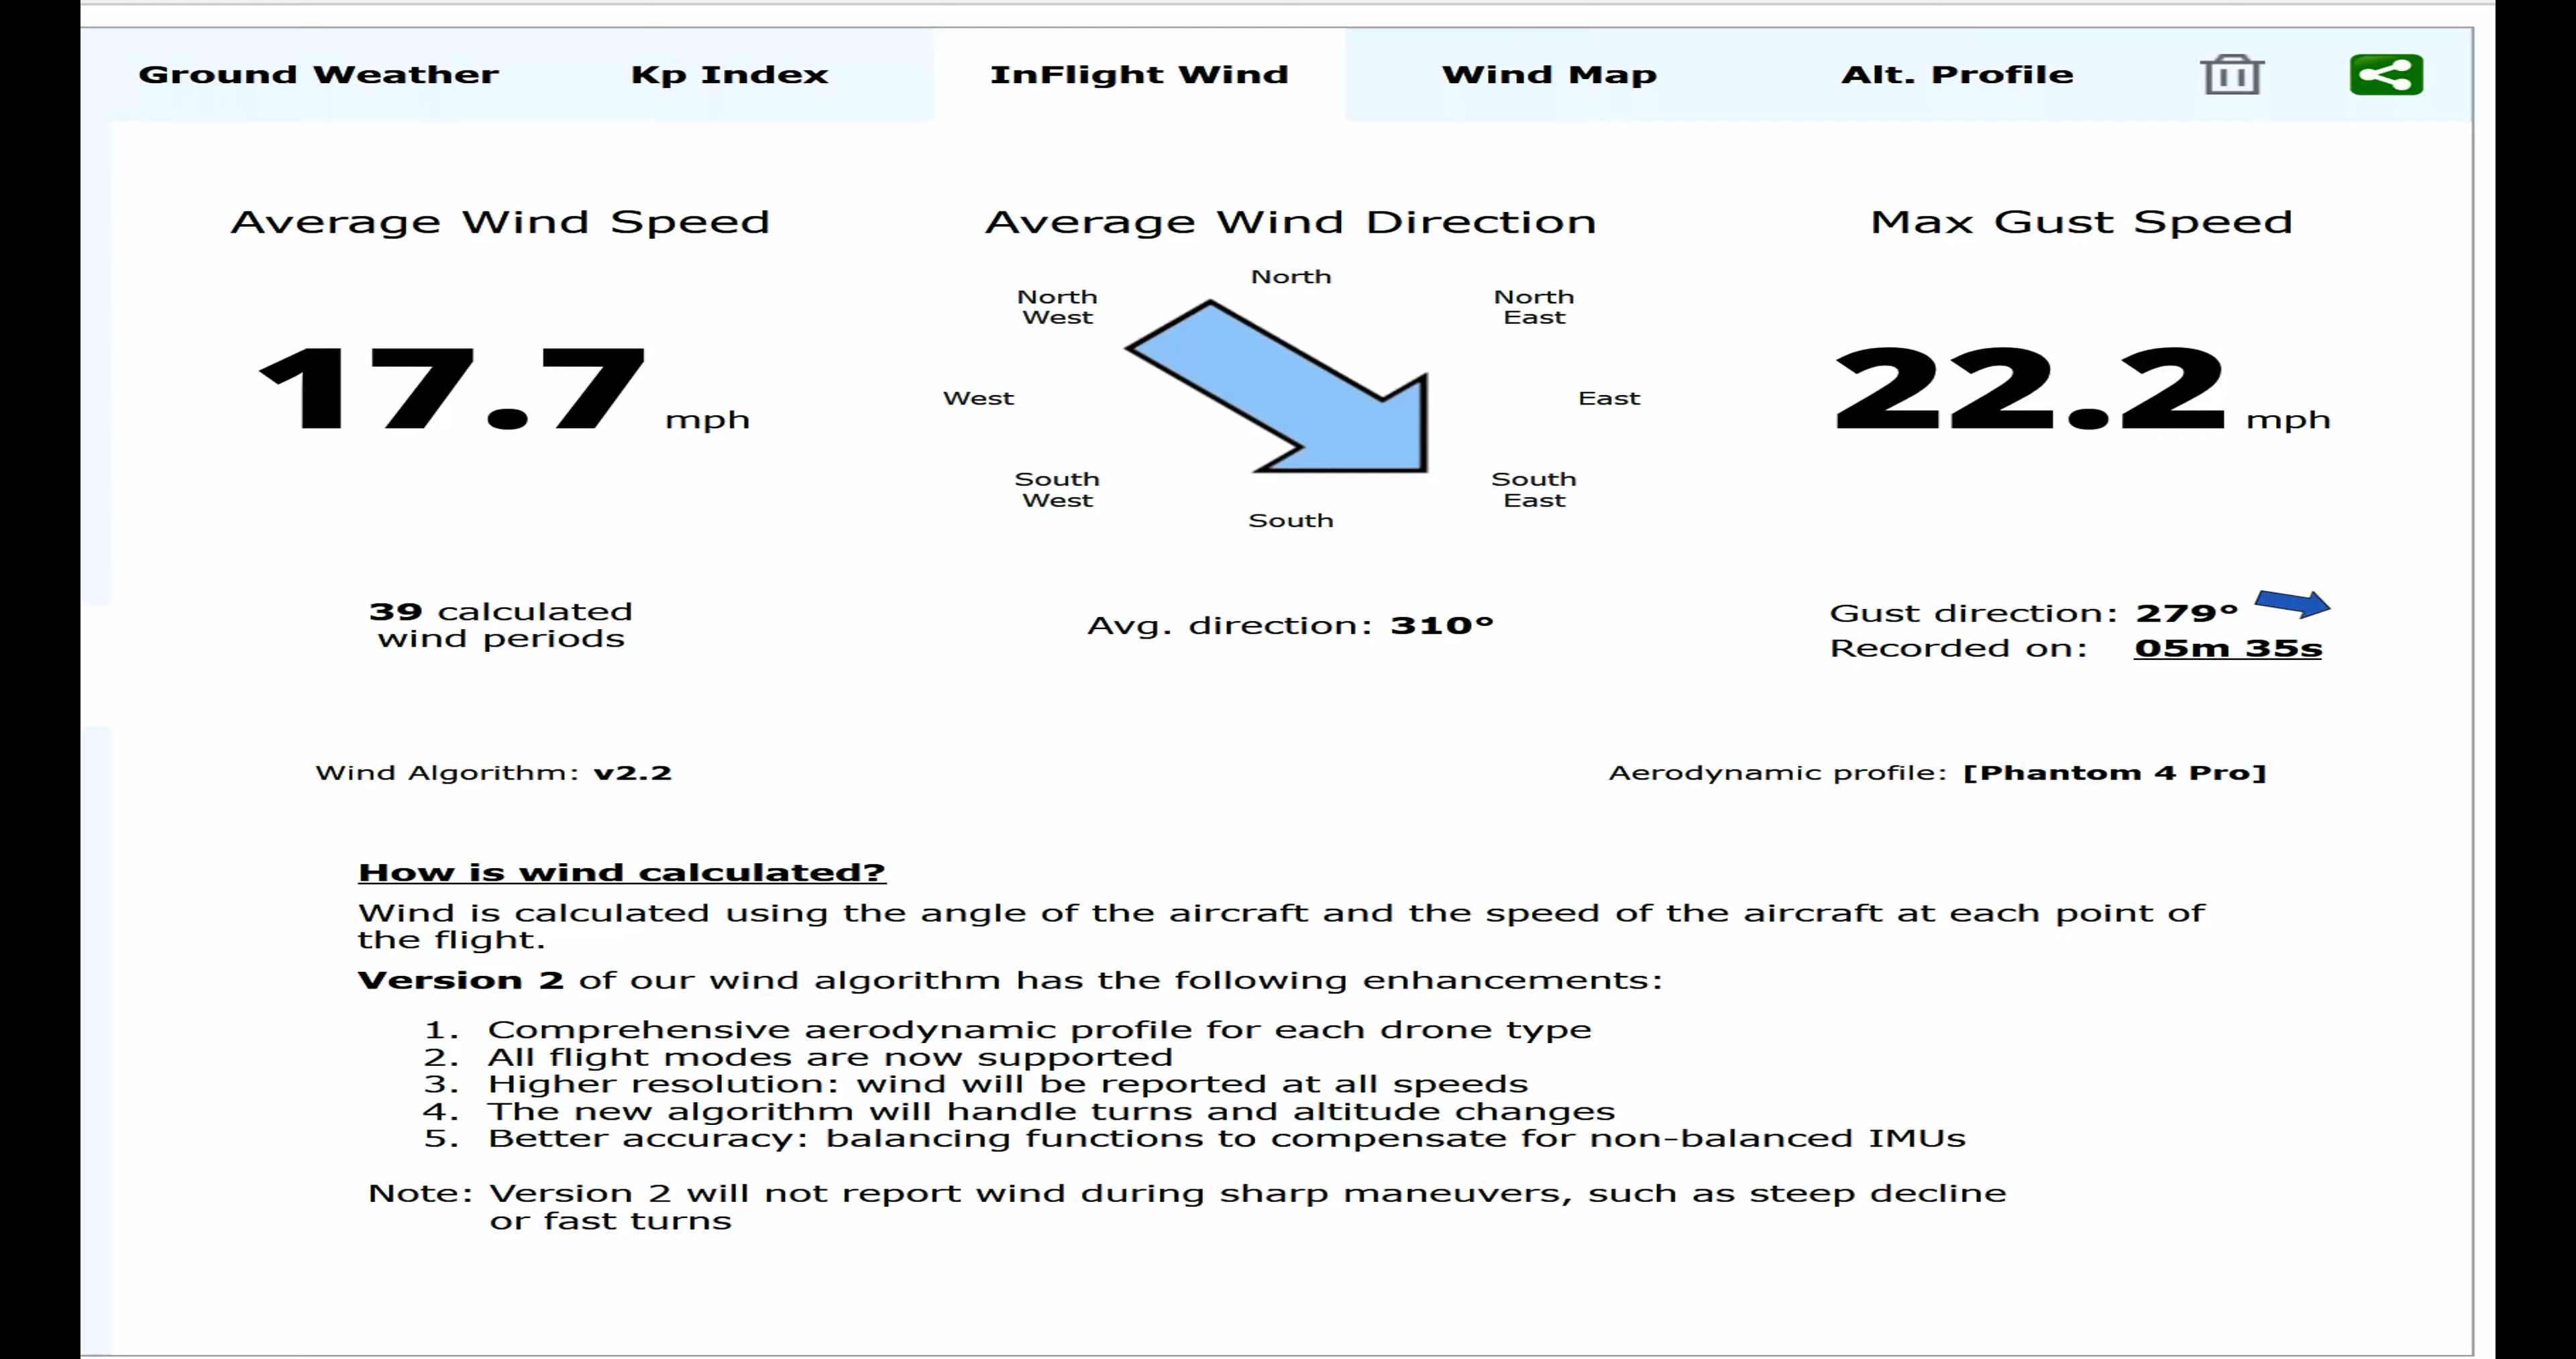 Ground Weather Kp Index InFlight Wind Wind Map Alt. Profile
Average Wind Speed Average Wind Direction Max Gust Speed
North
North West
North East
17.7 mph
West
East
22.2 mph
South West
South East
South
39 calculated
wind periods
Avg. direction: 310°
Gust direction: 279°
Recorded on: 05m 35s
Wind Algorithm: v2.2
Aerodynamic profile: [Phantom 4 Pro]
How is wind calculated?
Wind is calculated using the angle of the aircraft and the speed of the aircraft at each point of
the flight.
Version 2 of our wind algorithm has the following enhancements:
1. Comprehensive aerodynamic profile for each drone type
2. All flight modes are now supported
3. Higher resolution: wind will be reported at all speeds
4. The new algorithm will handle turns and altitude changes
5. Better accuracy: balancing functions to compensate for non-balanced IMUs
Note: Version 2 will not report wind during sharp maneuvers, such as steep decline
or fast turns